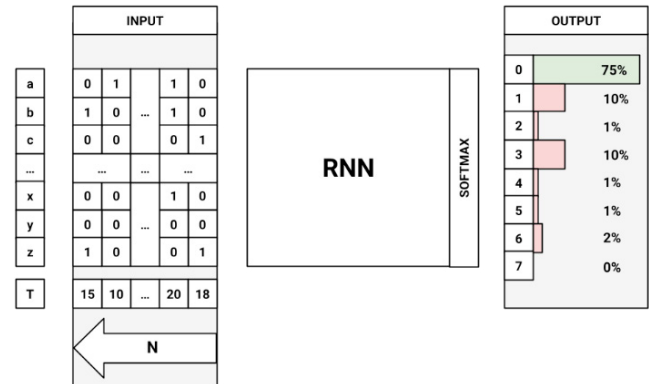 INPUT
OUTPUT
a 0 1 1 0
b 1 0 ... 1 0
c 0 0 0 1
... ... ... ...
x 0 0 1 0
y 0 0 ... 0 0
z 1 0 0 1
T 15 10 ... 20 18
N
RNN
SOFTMAX
0 75%
1 10%
2 1%
3 10%
4 1%
5 1%
6 2%
7 0%